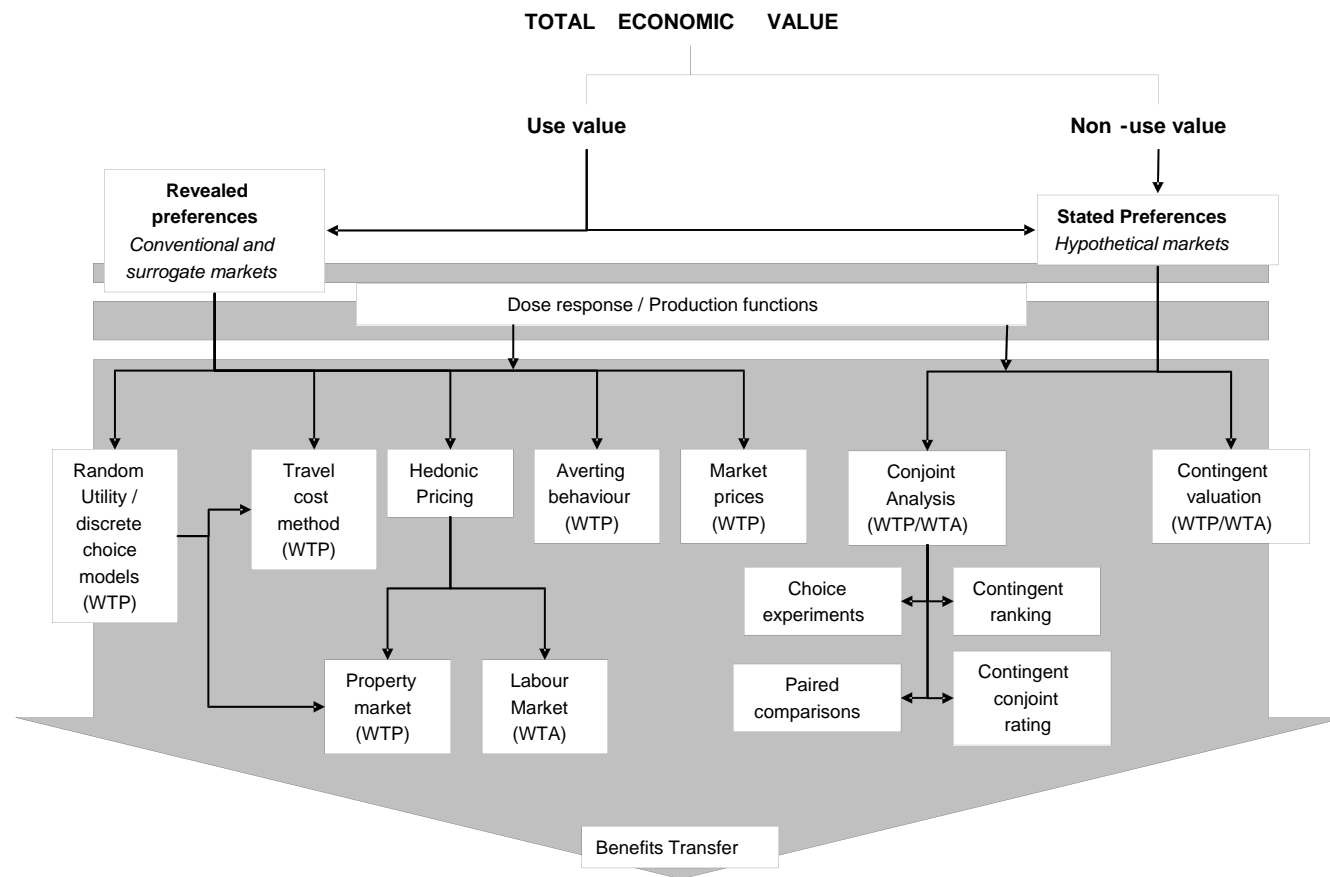 TOTAL ECONOMIC VALUE
Use value
Non -use value
Revealed
preferences
Conventional and
surrogate markets
Stated Preferences
Hypothetical markets
Dose response / Production functions
Random
Utility /
discrete
choice
models
(WTP)
Travel
cost
method
(WTP)
Hedonic
Pricing
Averting
behaviour
(WTP)
Market
prices
(WTP)
Conjoint
Analysis
(WTP/WTA)
Contingent
valuation
(WTP/WTA)
Choice
experiments
Contingent
ranking
Property
market
(WTP)
Labour
Market
(WTA)
Paired
comparisons
Contingent
conjoint
rating
Benefits Transfer